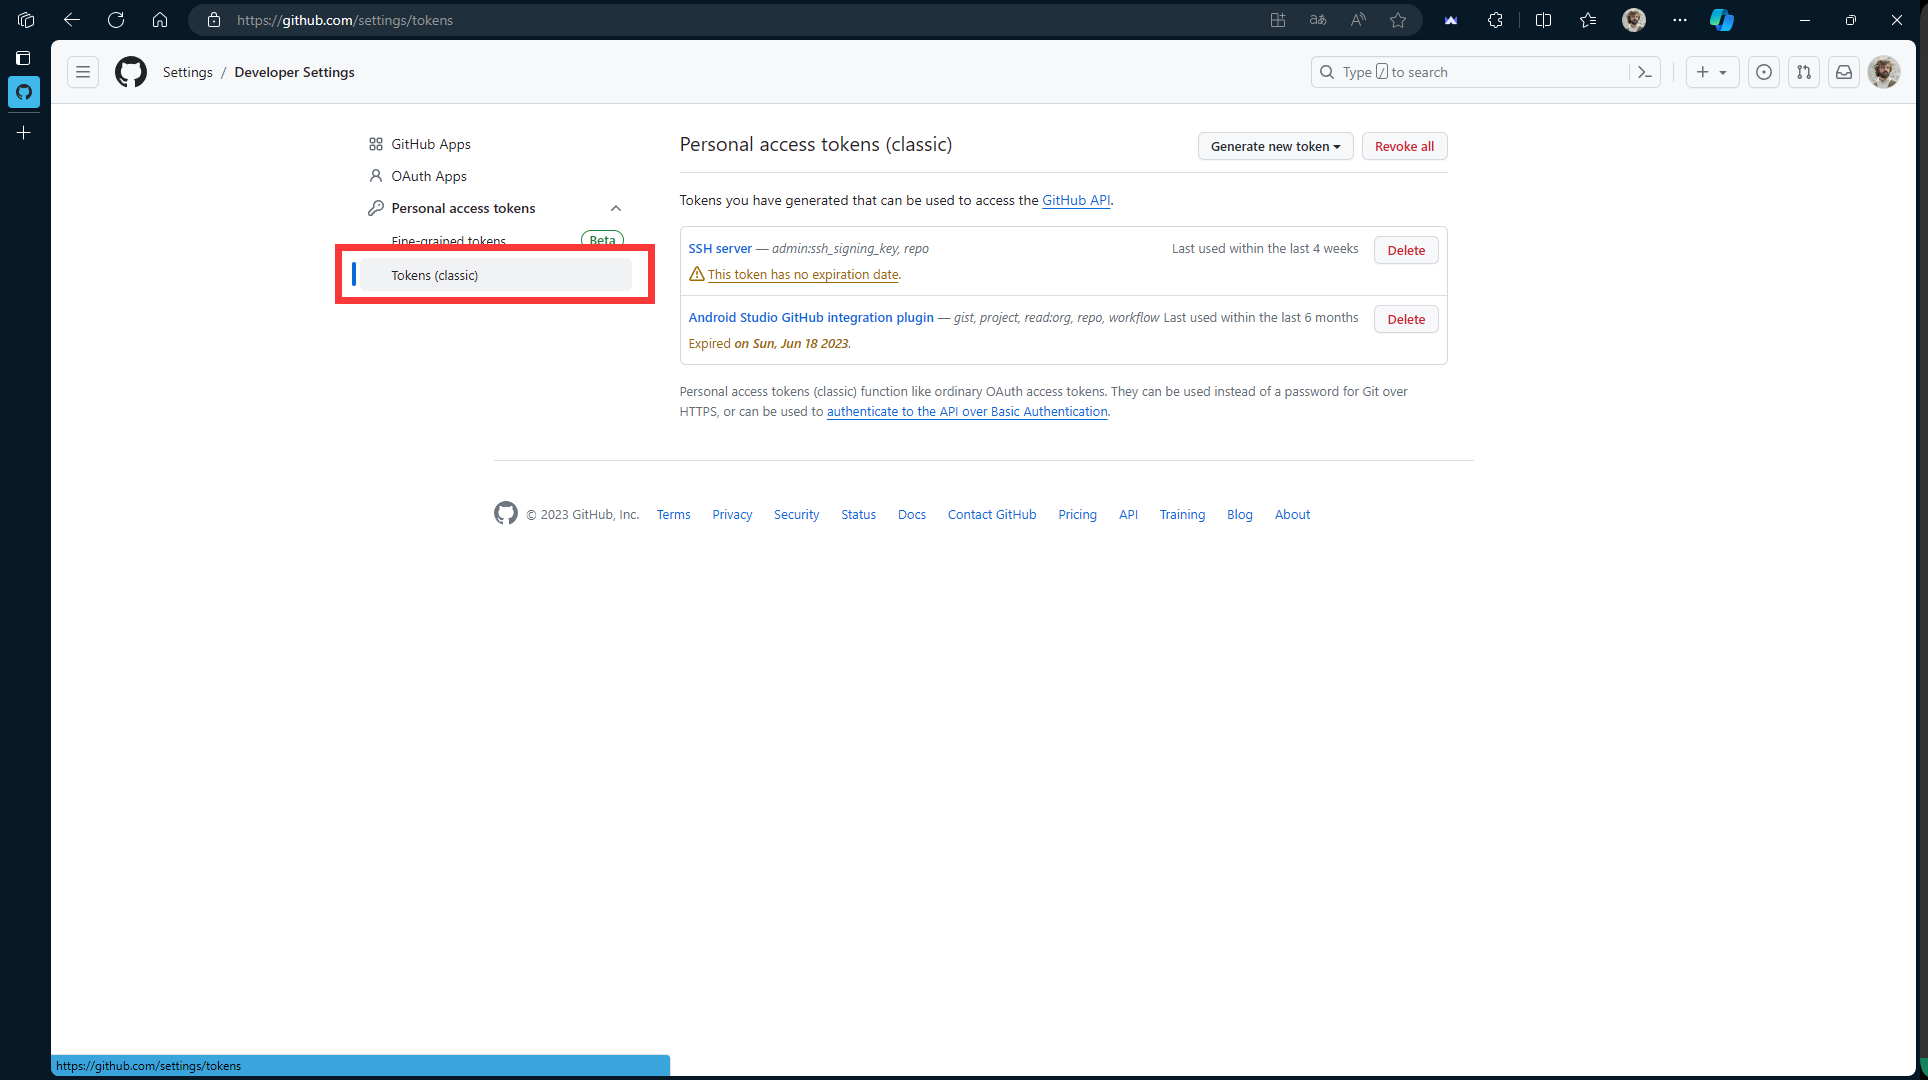 https://github.com/settings/tokens
Settings / Developer Settings
Type / to search
GitHub Apps
OAuth Apps
Personal access tokens
Fine-grained tokens Beta
Tokens (classic)
Personal access tokens (classic)
Generate new token
Revoke all
Tokens you have generated that can be used to access the GitHub API.
SSH server — admin:ssh_signing_key, repo Last used within the last 4 weeks Delete
This token has no expiration date.
Android Studio GitHub integration plugin — gist, project, read:org, repo, workflow Last used within the last 6 months Delete
Expired on Sun, Jun 18 2023.
Personal access tokens (classic) function like ordinary OAuth access tokens. They can be used instead of a password for Git over
HTTPS, or can be used to authenticate to the API over Basic Authentication.
© 2023 GitHub, Inc. Terms Privacy Security Status Docs Contact GitHub Pricing API Training Blog About
https://github.com/settings/tokens